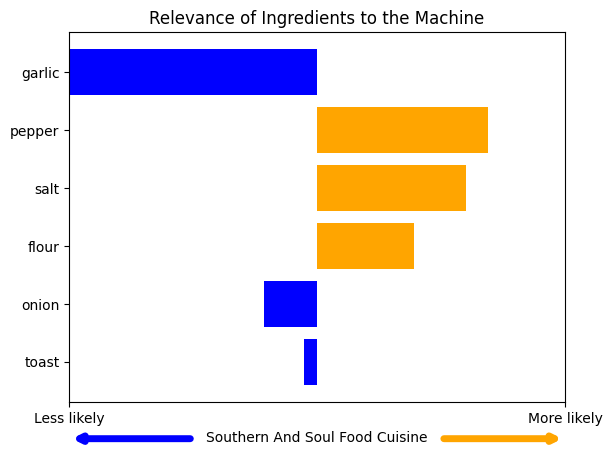 Relevance of Ingredients to the Machine
garlic
pepper
salt
flour
onion
toast
Less likely
More likely
Southern And Soul Food Cuisine